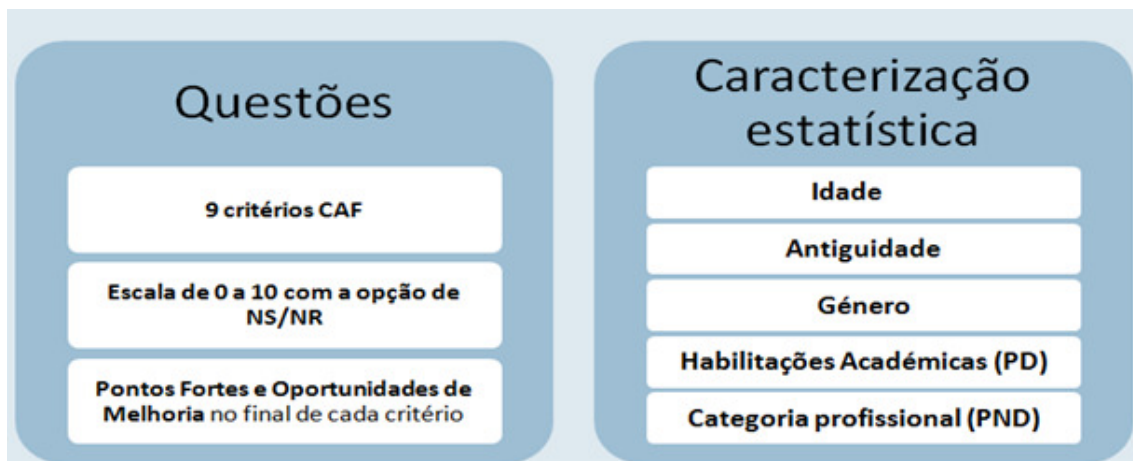 Questões
9 critérios CAF
Escala de 0 a 10 com a opção de
NS/NR
Pontos Fortes e Oportunidades de
Melhoria no final de cada critério
Caracterização
estatística
Idade
Antiguidade
Género
Habilitações Académicas (PD)
Categoria profissional (PND)